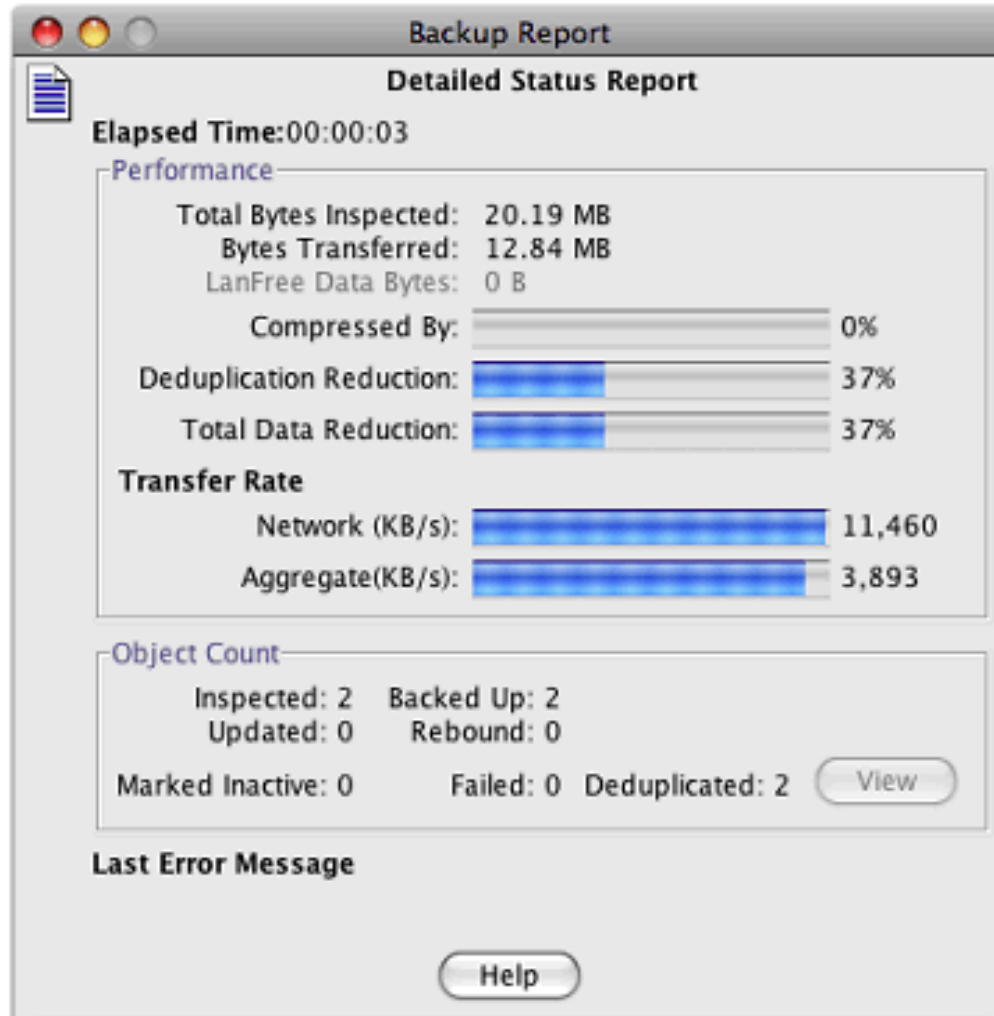 Backup Report
Detailed Status Report
Elapsed Time:00:00:03
Performance
Total Bytes Inspected: 20.19 MB
Bytes Transferred: 12.84 MB
LanFree Data Bytes: 0 B
Compressed By: 0%
Deduplication Reduction: 37%
Total Data Reduction: 37%
Transfer Rate
Network (KB/s): 11,460
Aggregate(KB/s): 3,893
Object Count
Inspected: 2 Backed Up: 2
Updated: 0 Rebound: 0
Marked Inactive: 0 Failed: 0 Deduplicated: 2 View
Last Error Message
Help